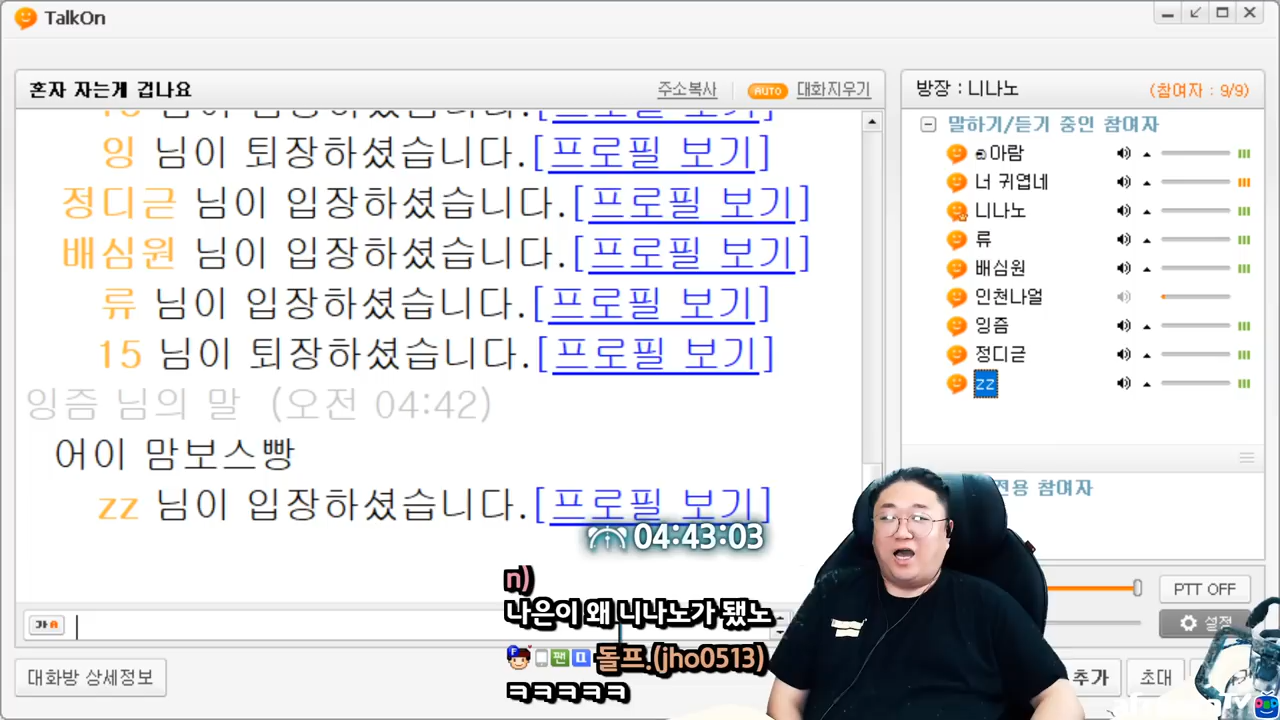 TalkOn
혼자 자는게 겁나요
주소복사
AUTO
대화지우기
잉 님이 퇴장하셨습니다.[프로필 보기]
정디귿 님이 입장하셨습니다.[프로필 보기]
배심원 님이 입장하셨습니다.[프로필 보기]
류 님이 입장하셨습니다.[프로필 보기]
15 님이 퇴장하셨습니다.[프로필 보기]
잉즘 님의 말 (오전 04:42)
어이 맘보스빵
zz 님이 입장하셨습니다.[프로필 보기]
04:43:03
n)
나은이 왜 니나노가 됐노
돌프.(jho0513)
ㅋㅋㅋㅋㅋ
가A
대화방 상세정보
방장 : 니나노
(참여자 : 9/9)
말하기/듣기 중인 참여자
아람
너 귀엽네
니나노
류
배심원
인천나얼
잉즘
정디귿
zz
전용 참여자
PTT OFF
설정
추가
초대